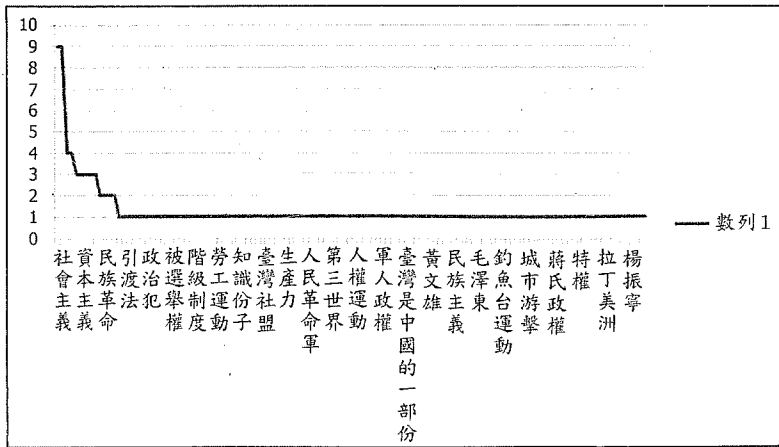 10
9
8
7
6
5
4
3
2
1
0
社會主義
資本主義
民族革命
引渡法
政治犯
被選舉權
階級制度
勞工運動
知識份子
臺灣社盟
生產力
人民革命軍
第三世界
人權運動
軍人政權
臺灣是中國的一部份
黃文雄
民族主義
毛澤東
釣魚台運動
城市游擊
蔣氏政權
特權
拉丁美洲
楊振寧
數列1